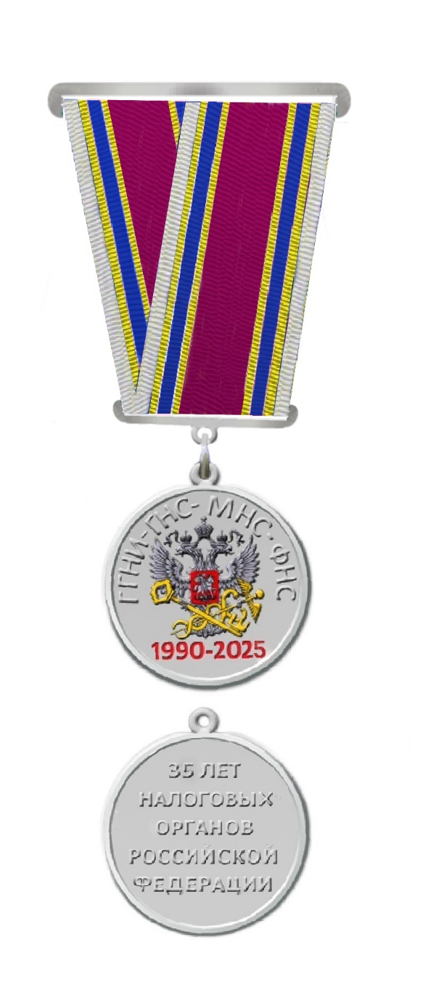 ГГНИ-ГНС- МНС-ФНС
1990-2025
35 ЛЕТ
НАЛОГОВЫХ
ОРГАНОВ
РОССИЙСКОЙ
ФЕДЕРАЦИИ